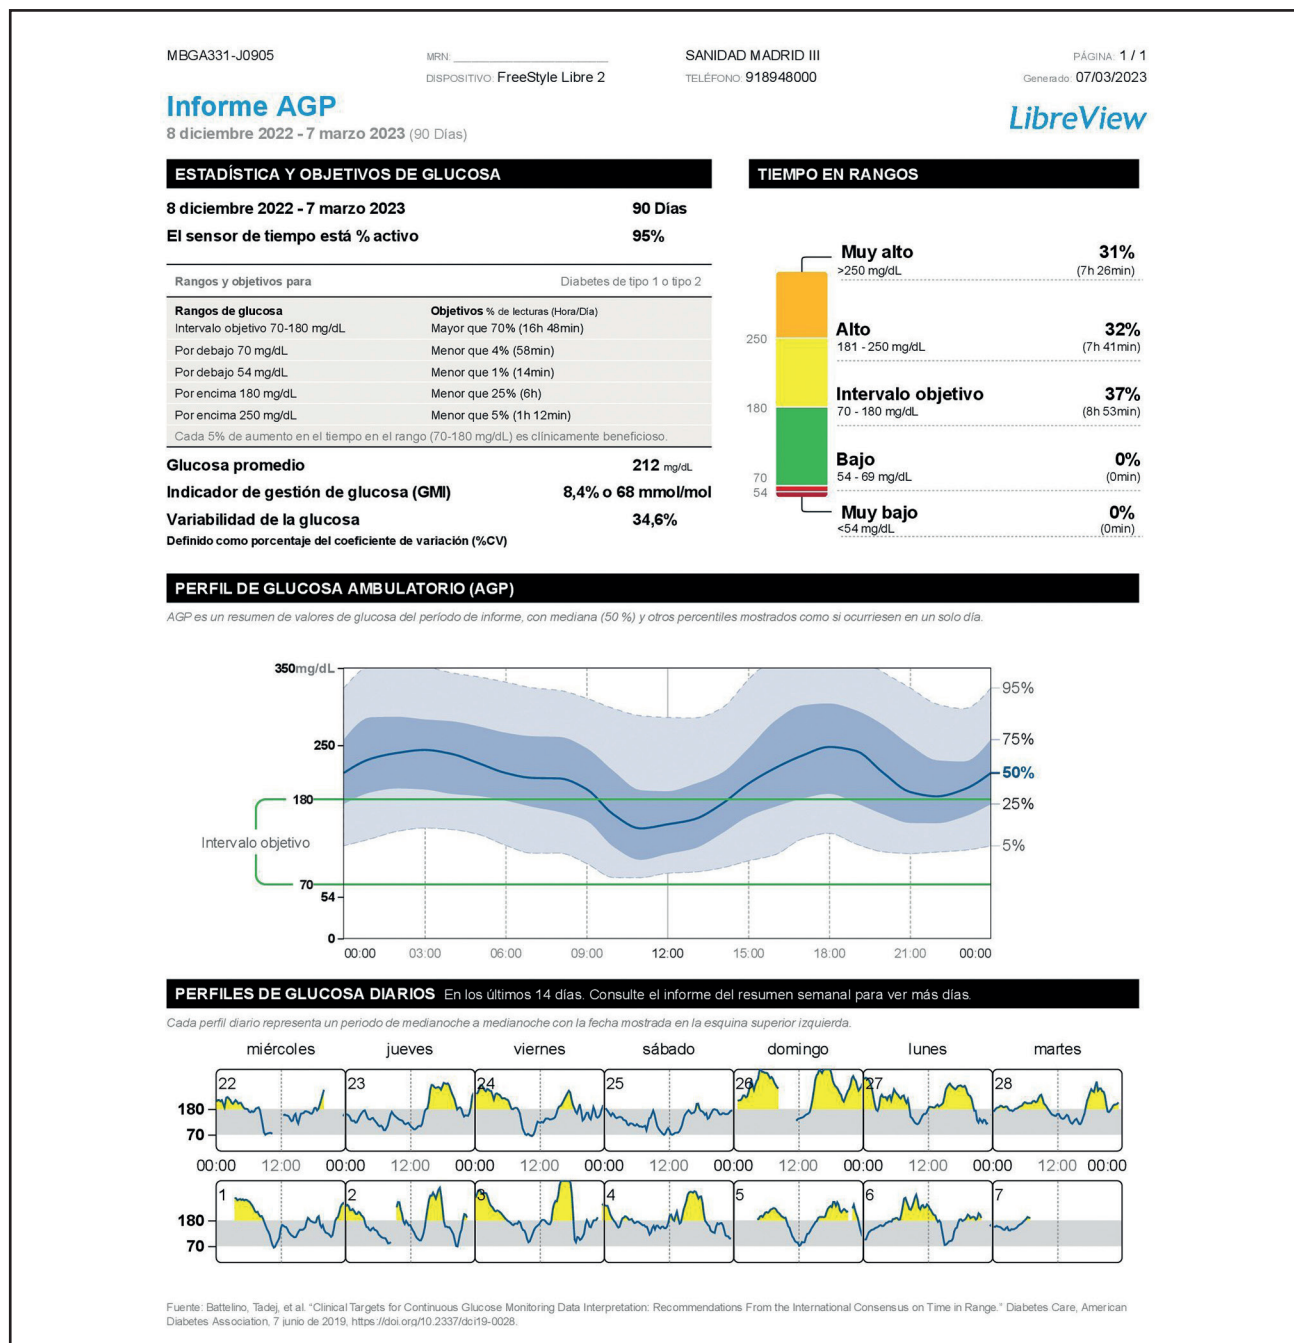 MBGA331-J0905 MRN: SANIDAD MADRID III PÁGINA: 1 / 1
DISPOSITIVO: FreeStyle Libre 2 TELÉFONO: 918948000 Generado: 07/03/2023
Informe AGP
LibreView
8 diciembre 2022 - 7 marzo 2023 (90 Días)
ESTADÍSTICA Y OBJETIVOS DE GLUCOSA
8 diciembre 2022 - 7 marzo 2023 90 Días
El sensor de tiempo está % activo 95%
Rangos y objetivos para Diabetes de tipo 1 o tipo 2
Rangos de glucosa Objetivos % de lecturas (Hora/Día)
Intervalo objetivo 70-180 mg/dL Mayor que 70% (16h 48min)
Por debajo 70 mg/dL Menor que 4% (58min)
Por debajo 54 mg/dL Menor que 1% (14min)
Por encima 180 mg/dL Menor que 25% (6h)
Por encima 250 mg/dL Menor que 5% (1h 12min)
Cada 5% de aumento en el tiempo en el rango (70-180 mg/dL) es clínicamente beneficioso.
Glucosa promedio 212 mg/dL
Indicador de gestión de glucosa (GMI) 8,4% o 68 mmol/mol
Variabilidad de la glucosa 34,6%
Definido como porcentaje del coeficiente de variación (%CV)
TIEMPO EN RANGOS
Muy alto 31%
>250 mg/dL (7h 26min)
250
Alto 32%
181 - 250 mg/dL (7h 41min)
180
Intervalo objetivo 37%
70 - 180 mg/dL (8h 53min)
70
Bajo 0%
54 - 69 mg/dL (0min)
54
Muy bajo 0%
<54 mg/dL (0min)
PERFIL DE GLUCOSA AMBULATORIO (AGP)
AGP es un resumen de valores de glucosa del período de informe, con mediana (50 %) y otros percentiles mostrados como si ocurriesen en un solo día.
350mg/dL
95%
250
75%
50%
180
25%
Intervalo objetivo
5%
70
54
0
00:00 03:00 06:00 09:00 12:00 15:00 18:00 21:00 00:00
PERFILES DE GLUCOSA DIARIOS En los últimos 14 días. Consulte el informe del resumen semanal para ver más días.
Cada perfil diario representa un periodo de medianoche a medianoche con la fecha mostrada en la esquina superior izquierda.
miércoles jueves viernes sábado domingo lunes martes
22 23 24 25 26 27 28
180
70
00:00 12:00 00:00 12:00 00:00 12:00 00:00 12:00 00:00 12:00 00:00 12:00 00:00 12:00 00:00
1 2 3 4 5 6 7
180
70
Fuente: Battelino, Tadej, et al. “Clinical Targets for Continuous Glucose Monitoring Data Interpretation: Recommendations From the International Consensus on Time in Range.” Diabetes Care, American
Diabetes Association, 7 junio de 2019, https://doi.org/10.2337/dci19-0028.